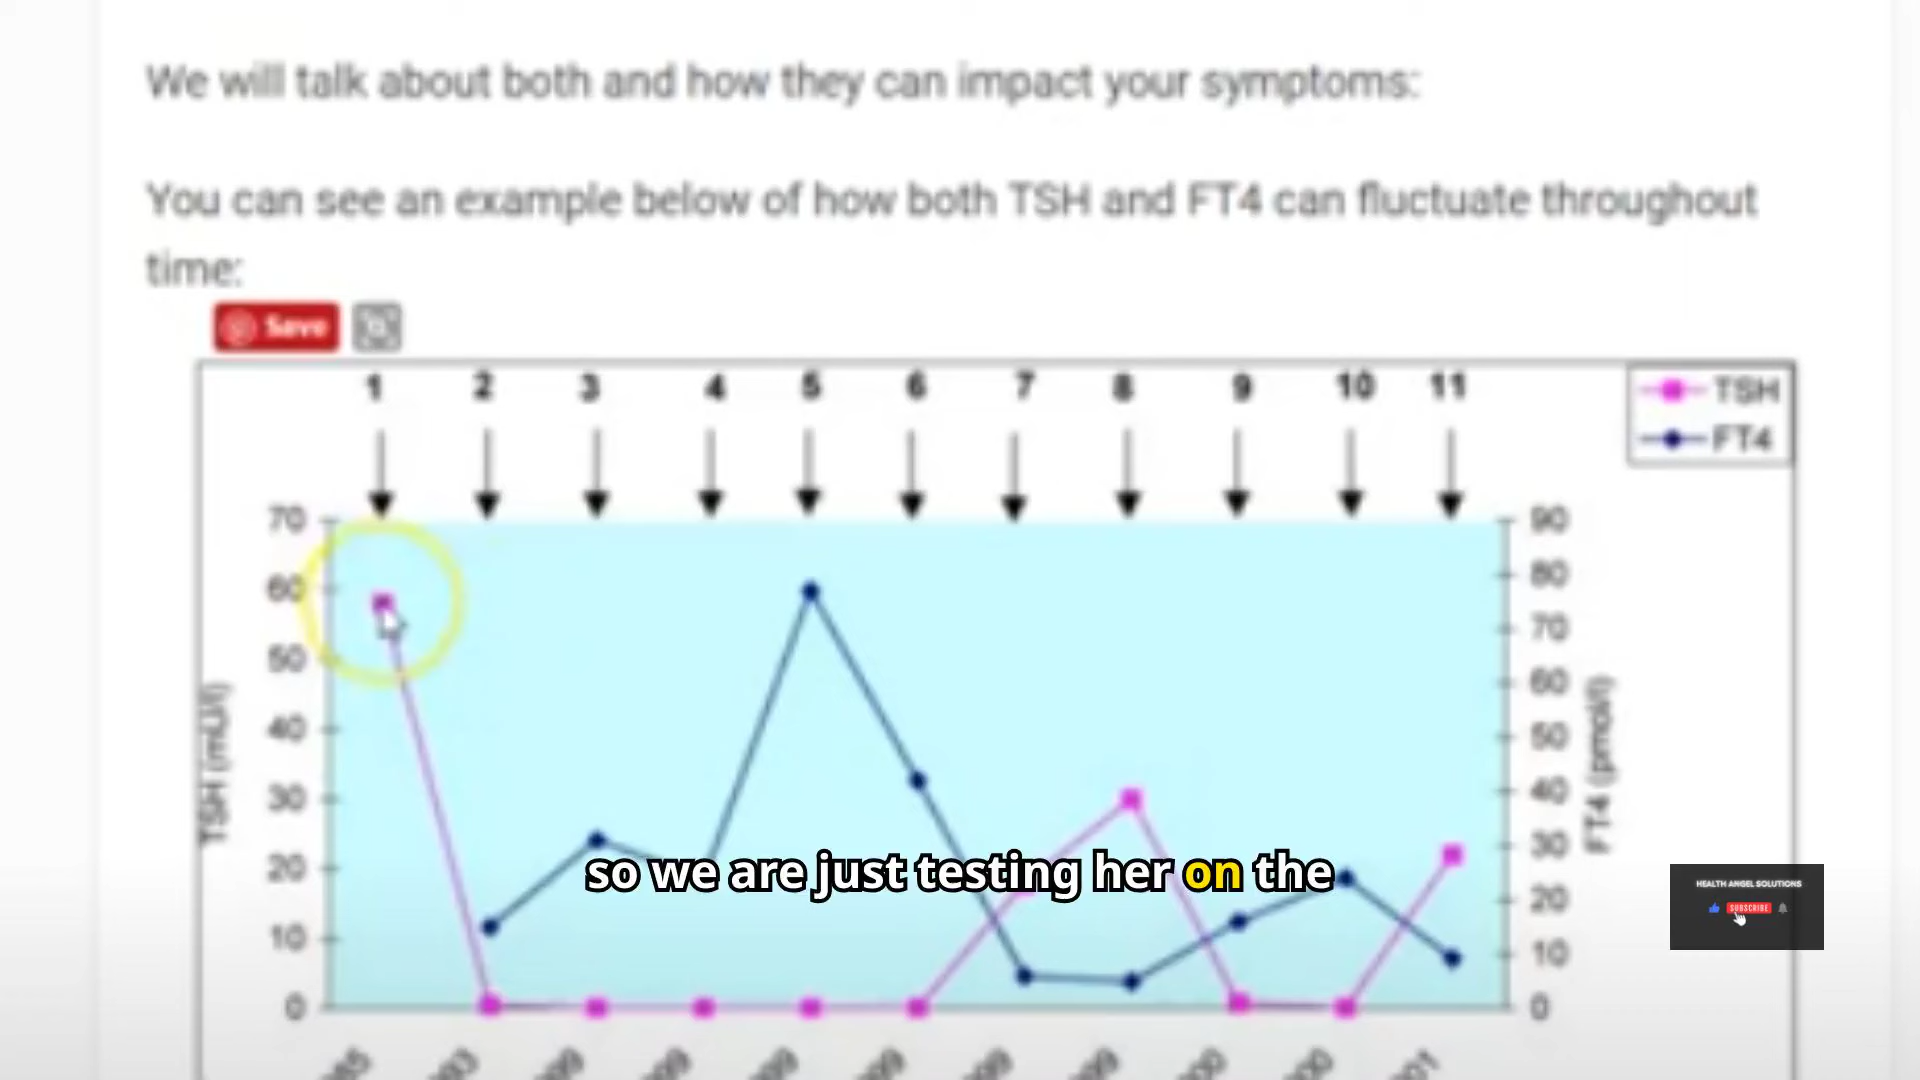 We will talk about both and how they can impact your symptoms:
You can see an example below of how both TSH and FT4 can fluctuate throughout
time:
Save
1 2 3 4 5 6 7 8 9 10 11
TSH
FT4
70
60
50
40
30
20
10
0
TSH (mU/l)
90
80
70
60
50
40
30
20
10
0
FT4 (pmol/l)
so we are just testing her on the
HEALTH ANGEL SOLUTIONS
SUBSCRIBE